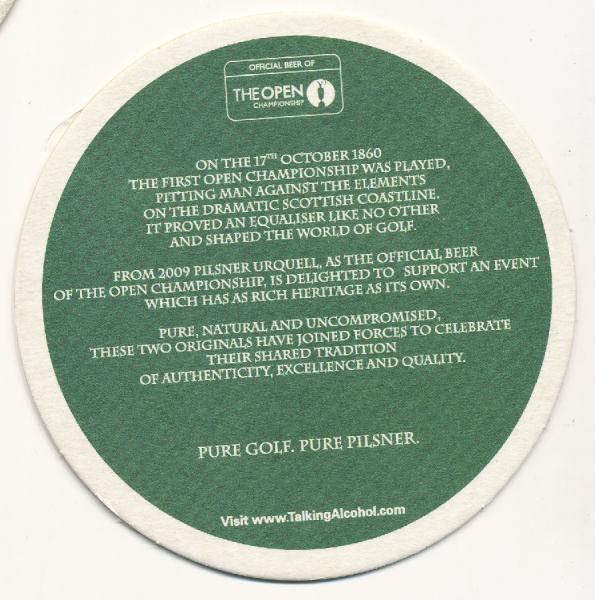 OFFICIAL BEER OF
THE OPEN
CHAMPIONSHIP
ON THE 17TH OCTOBER 1860
THE FIRST OPEN CHAMPIONSHIP WAS PLAYED,
PITTING MAN AGAINST THE ELEMENTS
ON THE DRAMATIC SCOTTISH COASTLINE.
IT PROVED AN EQUALISER LIKE NO OTHER
AND SHAPED THE WORLD OF GOLF.
FROM 2009 PILSNER URQUELL, AS THE OFFICIAL BEER
OF THE OPEN CHAMPIONSHIP, IS DELIGHTED TO SUPPORT AN EVENT
WHICH HAS AS RICH HERITAGE AS ITS OWN.
PURE, NATURAL AND UNCOMPROMISED,
THESE TWO ORIGINALS HAVE JOINED FORCES TO CELEBRATE
THEIR SHARED TRADITION
OF AUTHENTICITY, EXCELLENCE AND QUALITY.
PURE GOLF. PURE PILSNER.
Visit www.TalkingAlcohol.com